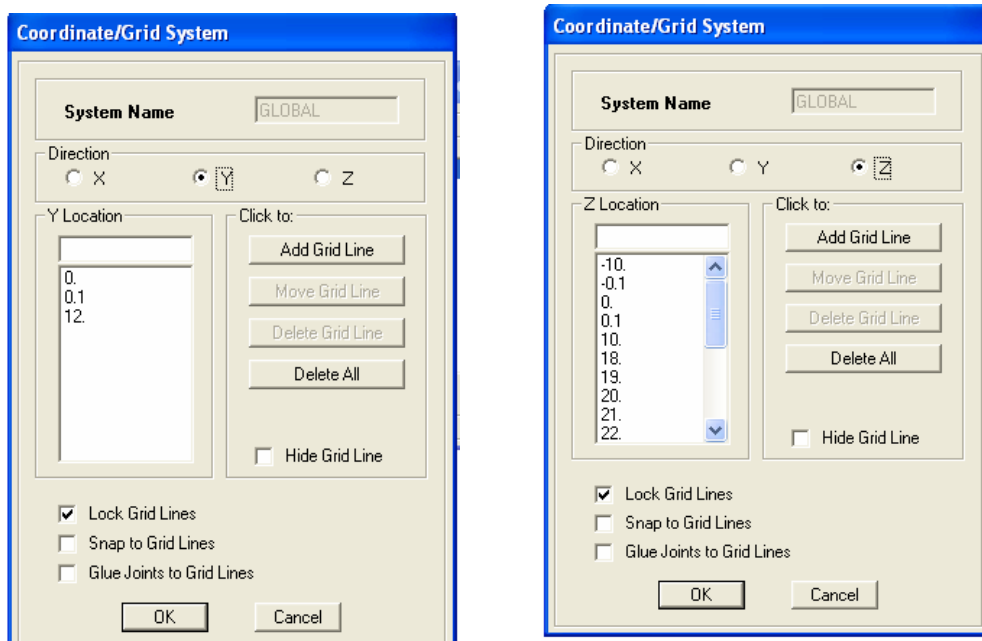 Coordinate/Grid System
System Name GLOBAL
Direction
X Y Z
Y Location
0.
0.1
12.
Click to:
Add Grid Line
Move Grid Line
Delete Grid Line
Delete All
Hide Grid Line
Lock Grid Lines
Snap to Grid Lines
Glue Joints to Grid Lines
OK Cancel
Coordinate/Grid System
System Name GLOBAL
Direction
X Y Z
Z Location
-10.
-0.1
0.
0.1
10.
18.
19.
20.
21.
22.
Click to:
Add Grid Line
Move Grid Line
Delete Grid Line
Delete All
Hide Grid Line
Lock Grid Lines
Snap to Grid Lines
Glue Joints to Grid Lines
OK Cancel